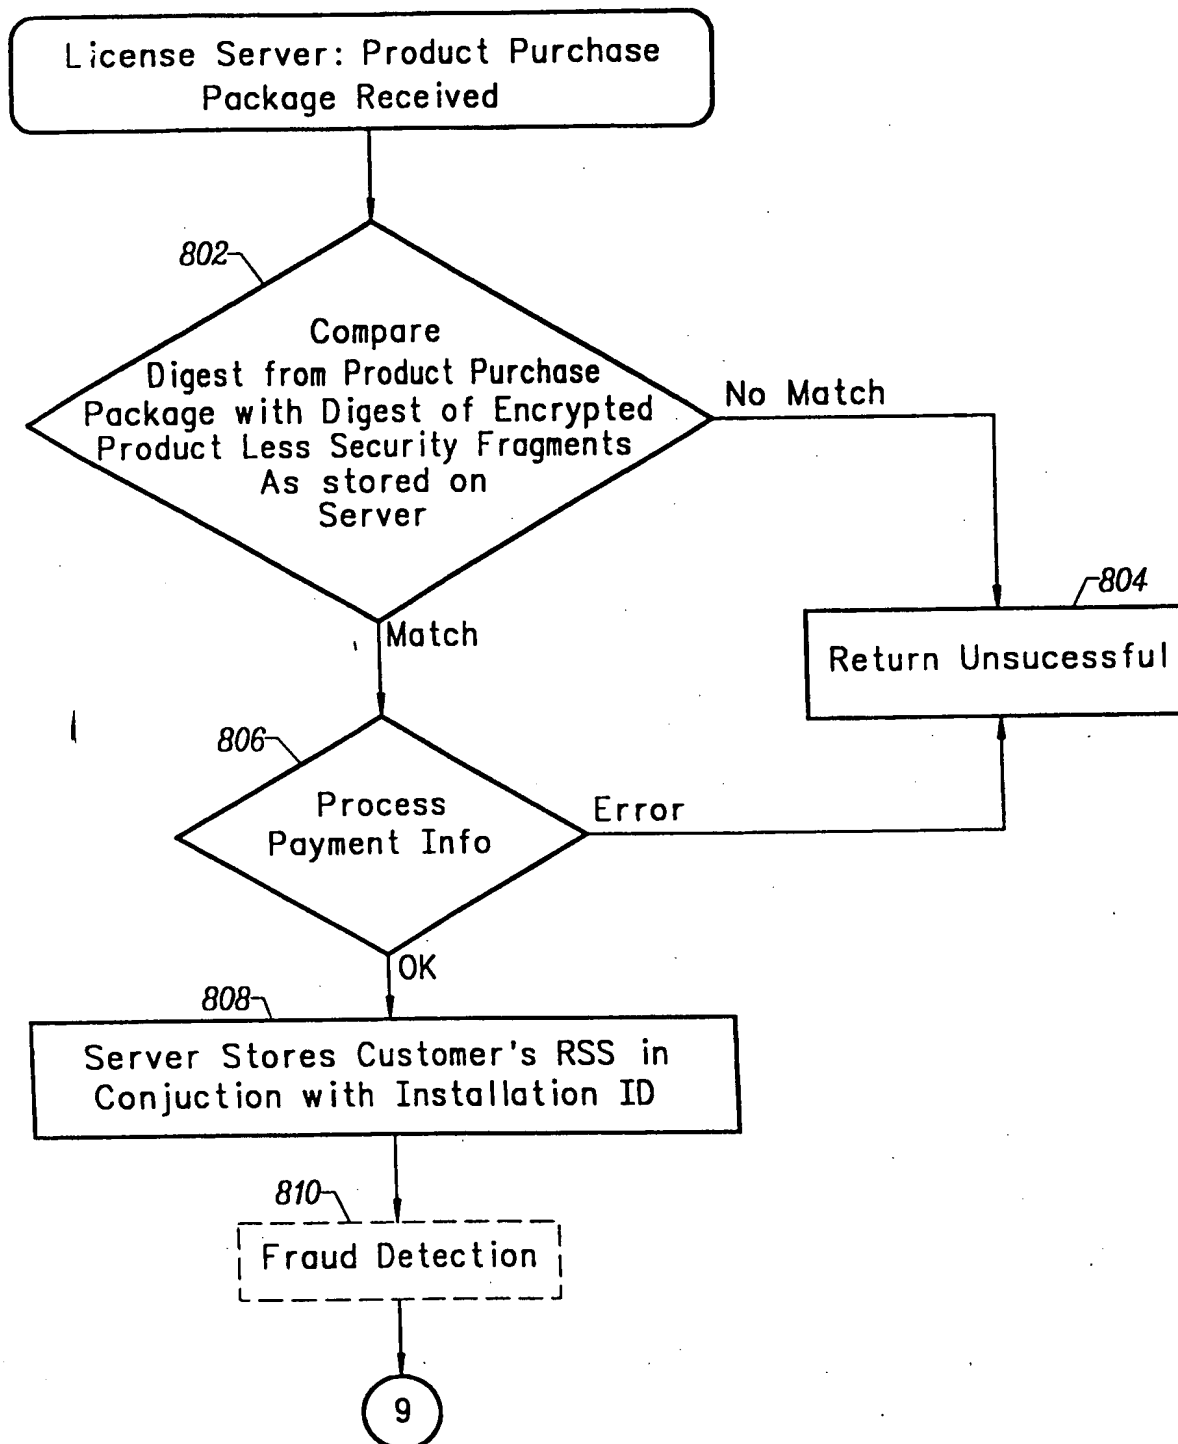 License Server: Product Purchase
Package Received
802
Compare
Digest from Product Purchase
Package with Digest of Encrypted
Product Less Security Fragments
As stored on
Server
No Match
Match
804
Return Unsucessful
806
Process
Payment Info
Error
OK
808
Server Stores Customer's RSS in
Conjuction with Installation ID
810
Fraud Detection
9